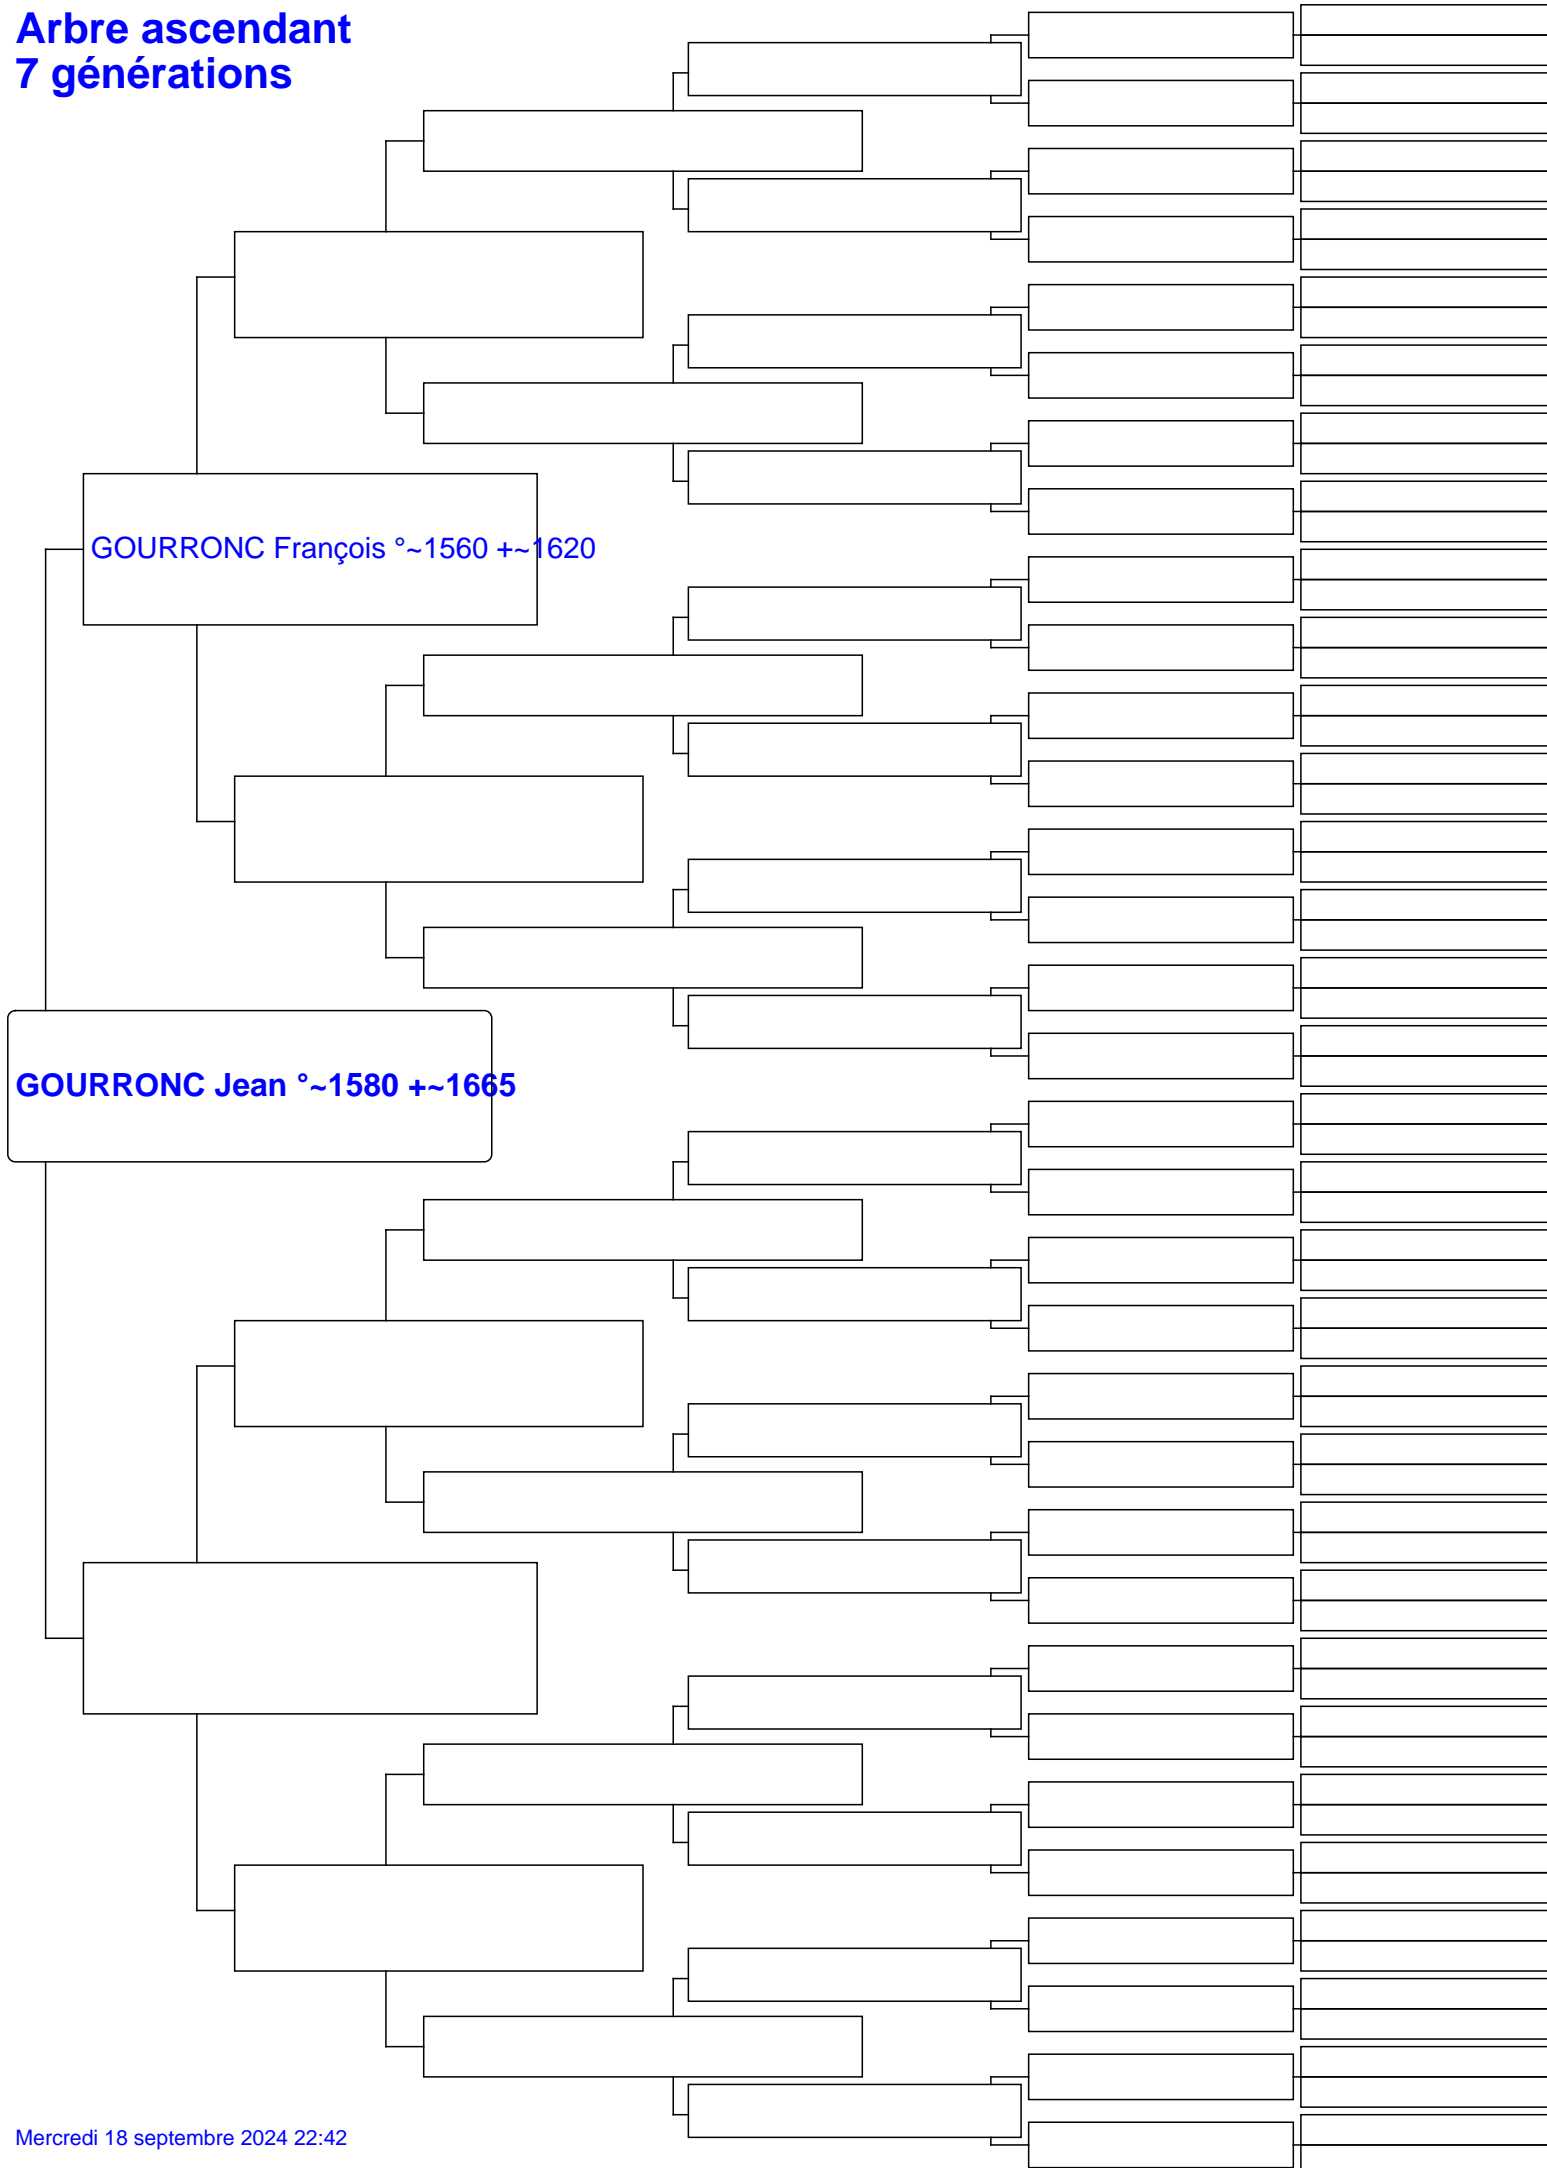 Arbre ascendant
7 générations
GOURRONC François °~1560 +~1620
GOURRONC Jean °~1580 +~1665
Mercredi 18 septembre 2024 22:42